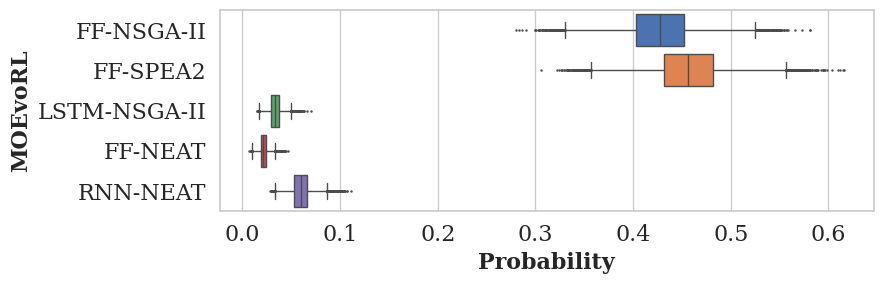 MOEvoRL
FF-NSGA-II
FF-SPEA2
LSTM-NSGA-II
FF-NEAT
RNN-NEAT
0.0 0.1 0.2 0.3 0.4 0.5 0.6
Probability